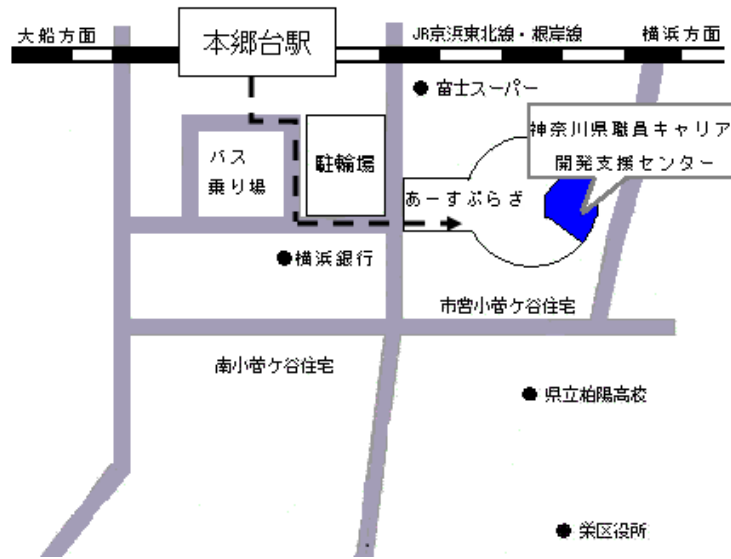 大船方面
本郷台駅
JR京浜東北線・根岸線
横浜方面
富士スーパー
神奈川県職員キャリア
開発支援センター
バス
乗り場
駐輪場
あーすぷらざ
横浜銀行
市営小菅ケ谷住宅
南小菅ケ谷住宅
県立柏陽高校
栄区役所